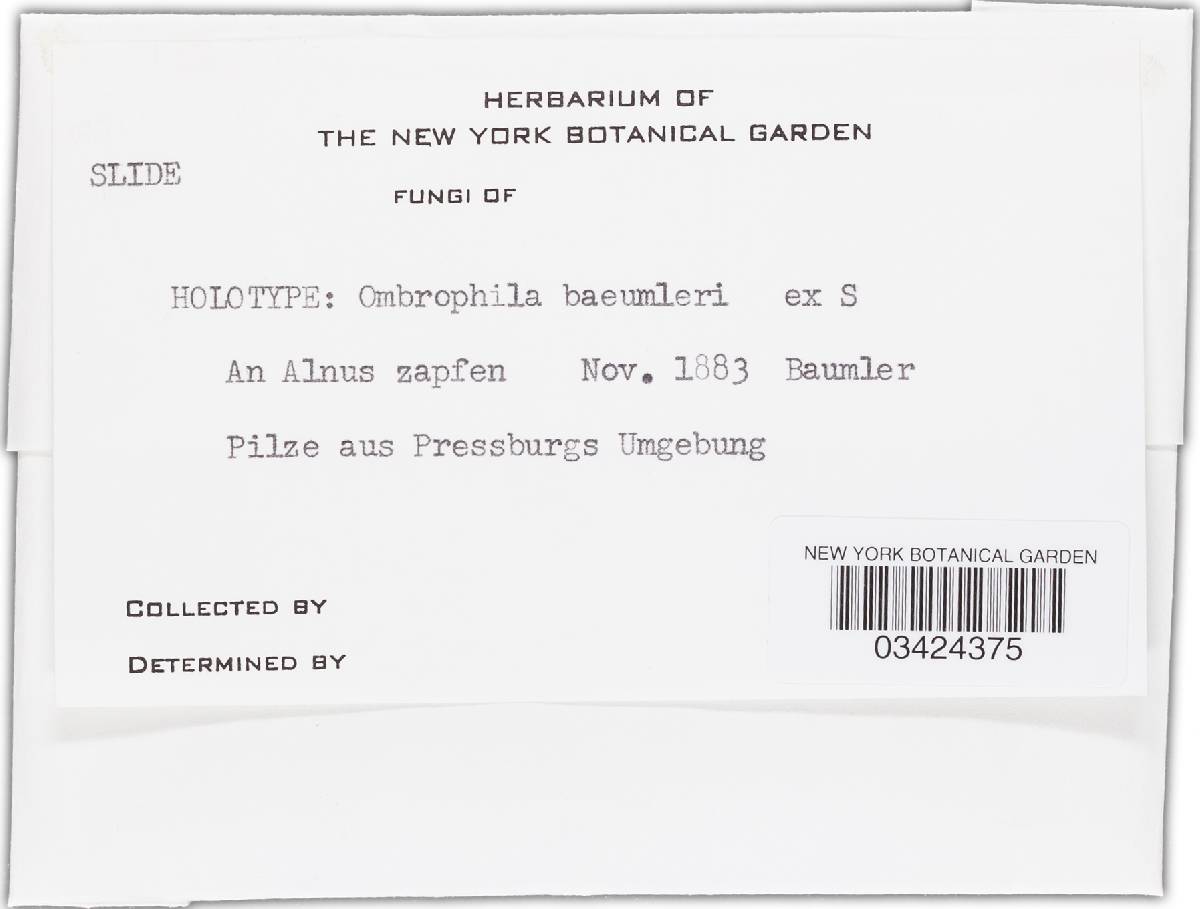 HERBARIUM OF
THE NEW YORK BOTANICAL GARDEN
SLIDE
FUNGI OF
HOLOTYPE: Ombrophila baeumleri ex S
An Alnus zapfen Nov. 1883 Baumler
Pilze aus Pressburgs Umgebung
NEW YORK BOTANICAL GARDEN
03424375
COLLECTED BY
DETERMINED BY